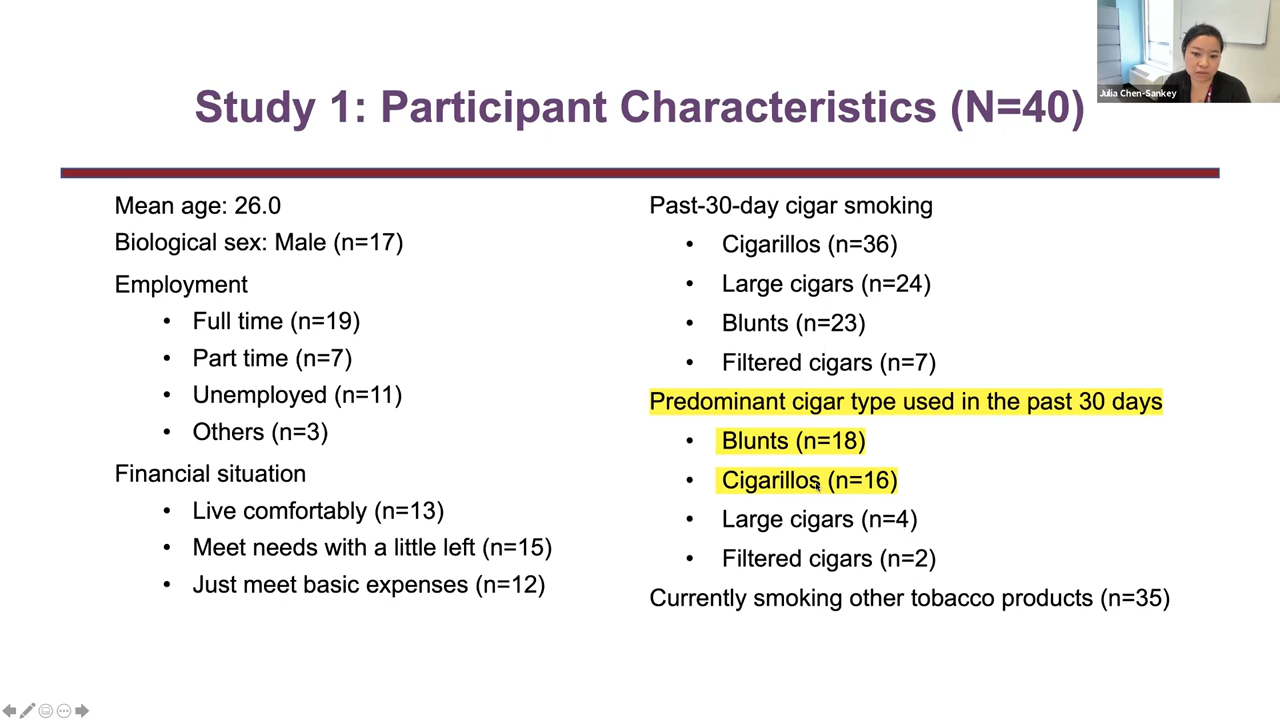 Study 1: Participant Characteristics (N=40)
Julia Chen-Sankey
Mean age: 26.0
Biological sex: Male (n=17)
Employment
• Full time (n=19)
• Part time (n=7)
• Unemployed (n=11)
• Others (n=3)
Financial situation
• Live comfortably (n=13)
• Meet needs with a little left (n=15)
• Just meet basic expenses (n=12)
Past-30-day cigar smoking
• Cigarillos (n=36)
• Large cigars (n=24)
• Blunts (n=23)
• Filtered cigars (n=7)
Predominant cigar type used in the past 30 days
• Blunts (n=18)
• Cigarillos (n=16)
• Large cigars (n=4)
• Filtered cigars (n=2)
Currently smoking other tobacco products (n=35)